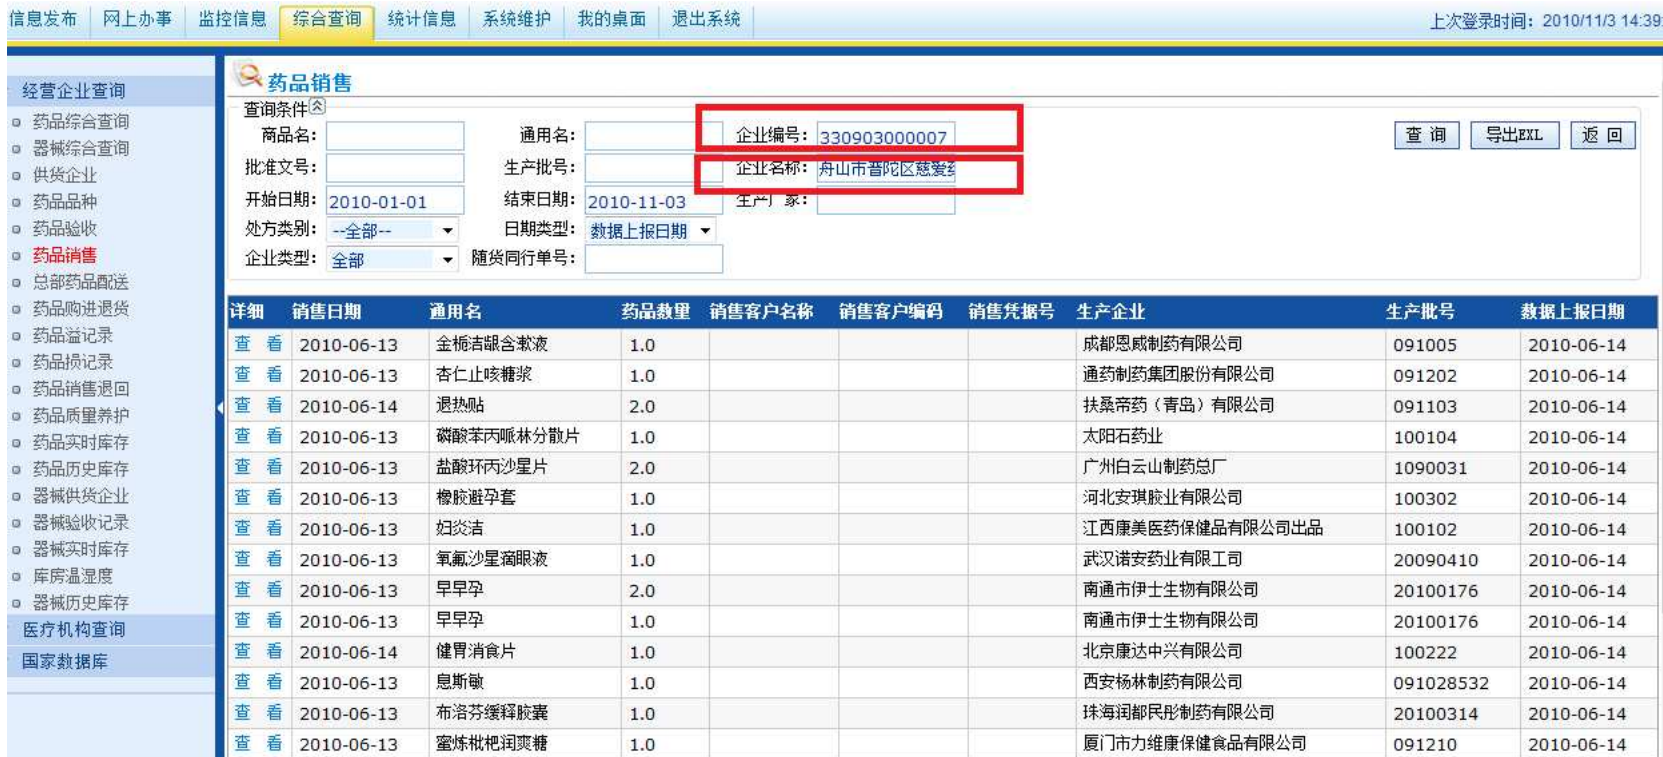 信息发布 网上办事 监控信息 综合查询 统计信息 系统维护 我的桌面 退出系统 上次登录时间：2010/11/3 14:39:
经营企业查询
药品综合查询
器械综合查询
供货企业
药品品种
药品验收
药品销售
总部药品配送
药品购进退货
药品溢记录
药品损记录
药品销售退回
药品质量养护
药品实时库存
药品历史库存
器械供货企业
器械验收记录
器械实时库存
库房温湿度
器械历史库存
医疗机构查询
国家数据库
药品销售
查询条件
商品名： 通用名： 企业编号：330903000007 查 询 导出EXL 返 回
批准文号： 生产批号： 企业名称：舟山市普陀区慈爱
开始日期：2010-01-01 结束日期：2010-11-03 生产厂家：
处方类别：--全部-- 日期类型：数据上报日期
企业类型：全部 随货同行单号：
详细 销售日期 通用名 药品数量 销售客户名称 销售客户编码 销售凭据号 生产企业 生产批号 数据上报日期
查 看 2010-06-13 金栀洁龈含漱液 1.0 成都恩威制药有限公司 091005 2010-06-14
查 看 2010-06-13 杏仁止咳糖浆 1.0 通药制药集团股份有限公司 091202 2010-06-14
查 看 2010-06-14 退热贴 2.0 扶桑帝药（青岛）有限公司 091103 2010-06-14
查 看 2010-06-13 磷酸苯丙哌林分散片 1.0 太阳石药业 100104 2010-06-14
查 看 2010-06-13 盐酸环丙沙星片 2.0 广州白云山制药总厂 1090031 2010-06-14
查 看 2010-06-13 橡胶避孕套 1.0 河北安琪胶业有限公司 100302 2010-06-14
查 看 2010-06-13 妇炎洁 1.0 江西康美医药保健品有限公司出品 100102 2010-06-14
查 看 2010-06-13 氧氟沙星滴眼液 1.0 武汉诺安药业有限工司 20090410 2010-06-14
查 看 2010-06-13 早早孕 2.0 南通市伊士生物有限公司 20100176 2010-06-14
查 看 2010-06-13 早早孕 1.0 南通市伊士生物有限公司 20100176 2010-06-14
查 看 2010-06-14 健胃消食片 1.0 北京康达中兴有限公司 100222 2010-06-14
查 看 2010-06-13 息斯敏 1.0 西安杨林制药有限公司 091028532 2010-06-14
查 看 2010-06-13 布洛芬缓释胶囊 1.0 珠海润都民彤制药有限公司 20100314 2010-06-14
查 看 2010-06-13 蜜炼枇杷润爽糖 1.0 厦门市力维康保健食品有限公司 091210 2010-06-14